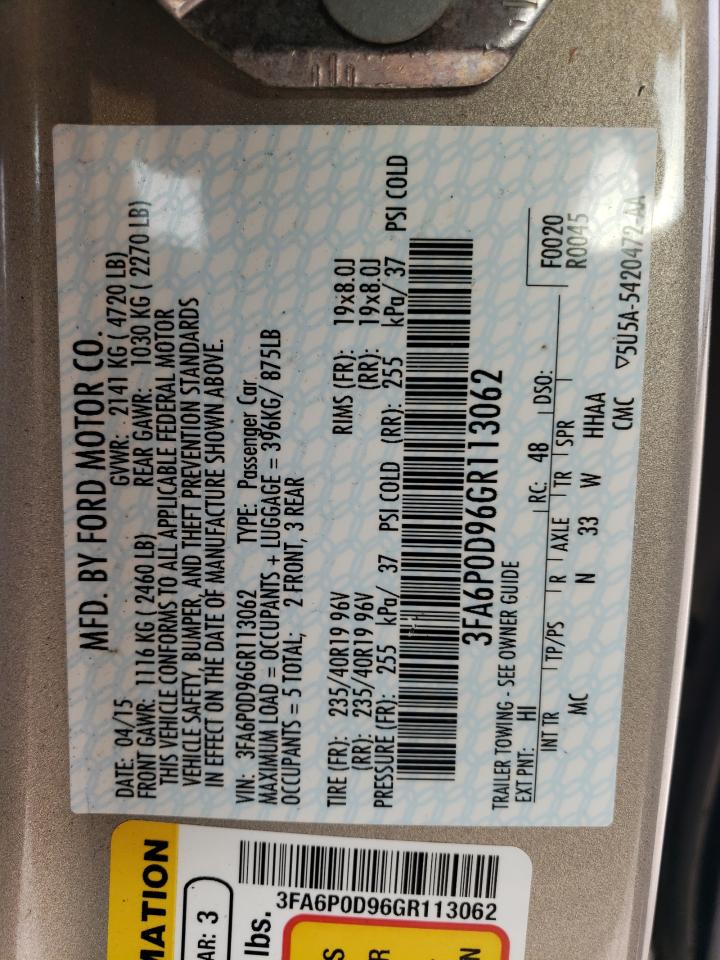 MFD. BY FORD MOTOR CO.
DATE: 04/15 GVWR: 2141 KG ( 4720 LB)
FRONT GAWR: 1116 KG (2460 LB) REAR GAWR: 1030 KG ( 2270 LB)
THIS VEHICLE CONFORMS TO ALL APPLICABLE FEDERAL MOTOR
VEHICLE SAFETY, BUMPER, AND THEFT PREVENTION STANDARDS
IN EFFECT ON THE DATE OF MANUFACTURE SHOWN ABOVE.
VIN: 3FA6P0D96GR113062 TYPE: Passenger Car
MAXIMUM LOAD = OCCUPANTS + LUGGAGE = 396KG/ 875LB
OCCUPANTS = 5 TOTAL; 2 FRONT, 3 REAR
TIRE (FR): 235/40R19 96V RIMS (FR): 19x8.0J
(RR): 235/40R19 96V (RR): 19x8.0J
PRESSURE (FR): 255 kPa/ 37 PSI COLD (RR): 255 kPa/ 37 PSI COLD
3FA6P0D96GR113062
TRAILER TOWING - SEE OWNER GUIDE
EXT PNT: HI RC: 48 DSO: F0020
R0045
INT TR TP/PS R AXLE TR SPR
MC N 33 W HHAA
CMC ▽5U5A-5420472-AA
MATION
AR: 3
lbs.
3FA6P0D96GR113062
S
R
N